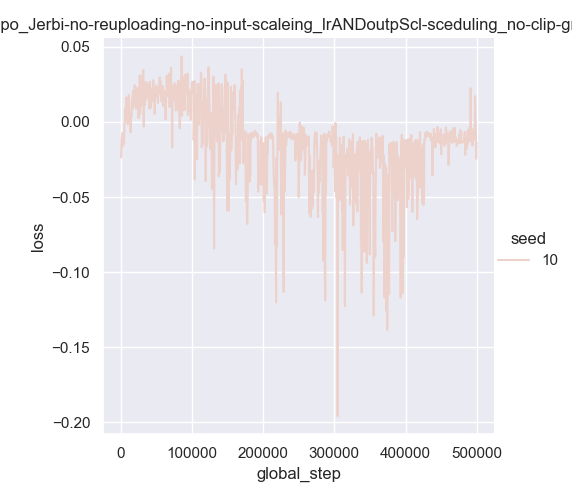 po_Jerbi-no-reuploading-no-input-scaleing_lrANDoutpScl-sceduling_no-clip-gr
0.05
0.00
−0.05
−0.10
−0.15
−0.20
loss
0 100000 200000 300000 400000 500000
global_step
seed
10